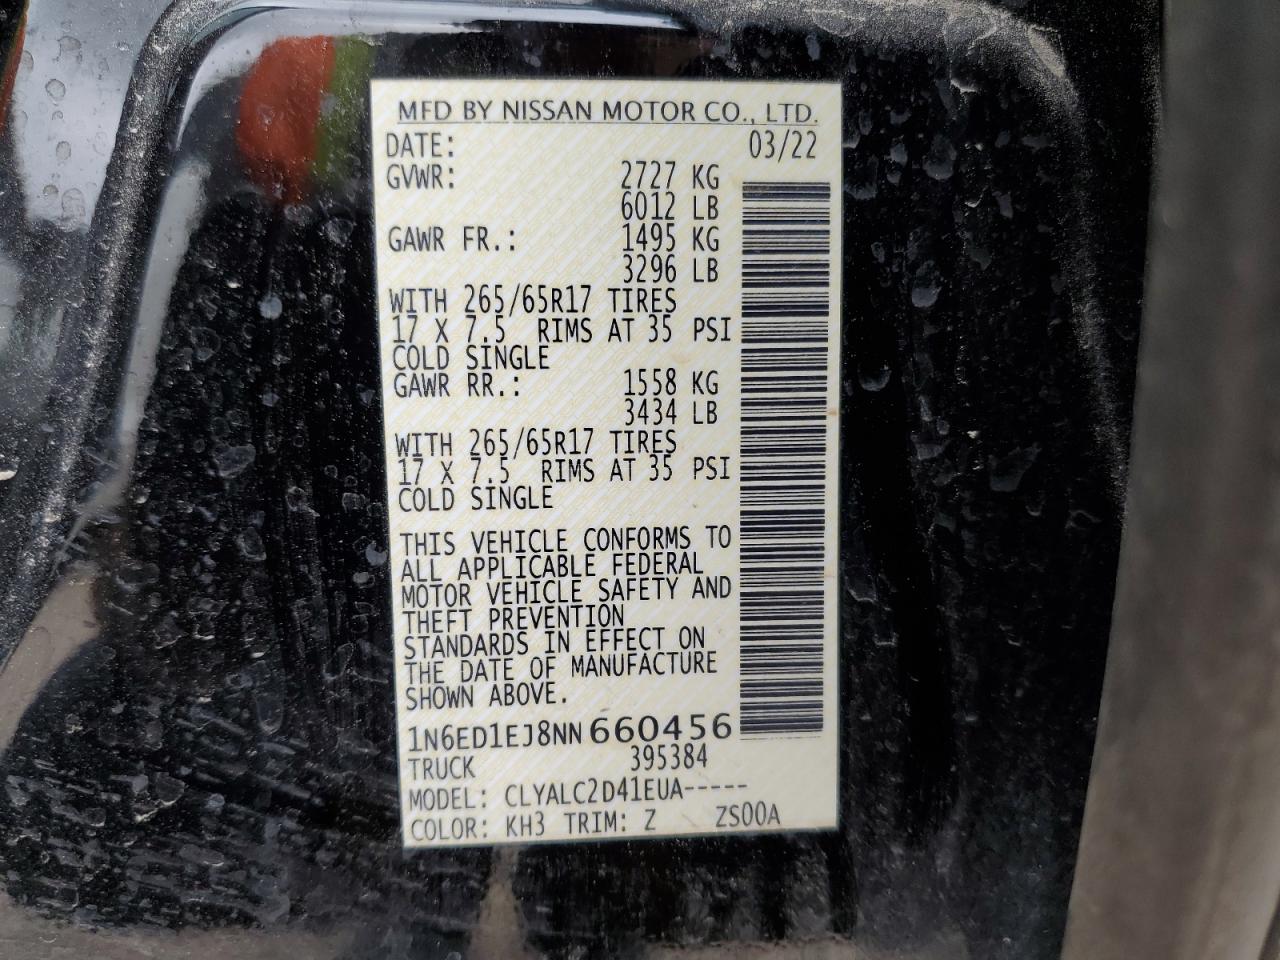 MFD BY NISSAN MOTOR CO., LTD.
DATE: 03/22
GVWR: 2727 KG
6012 LB
GAWR FR.: 1495 KG
3296 LB
WITH 265/65R17 TIRES
17 X 7.5 RIMS AT 35 PSI
COLD SINGLE
GAWR RR.: 1558 KG
3434 LB
WITH 265/65R17 TIRES
17 X 7.5 RIMS AT 35 PSI
COLD SINGLE
THIS VEHICLE CONFORMS TO
ALL APPLICABLE FEDERAL
MOTOR VEHICLE SAFETY AND
THEFT PREVENTION
STANDARDS IN EFFECT ON
THE DATE OF MANUFACTURE
SHOWN ABOVE.
1N6ED1EJ8NN660456
TRUCK 395384
MODEL: CLYALC2D41EUA-----
COLOR: KH3 TRIM: Z ZS00A